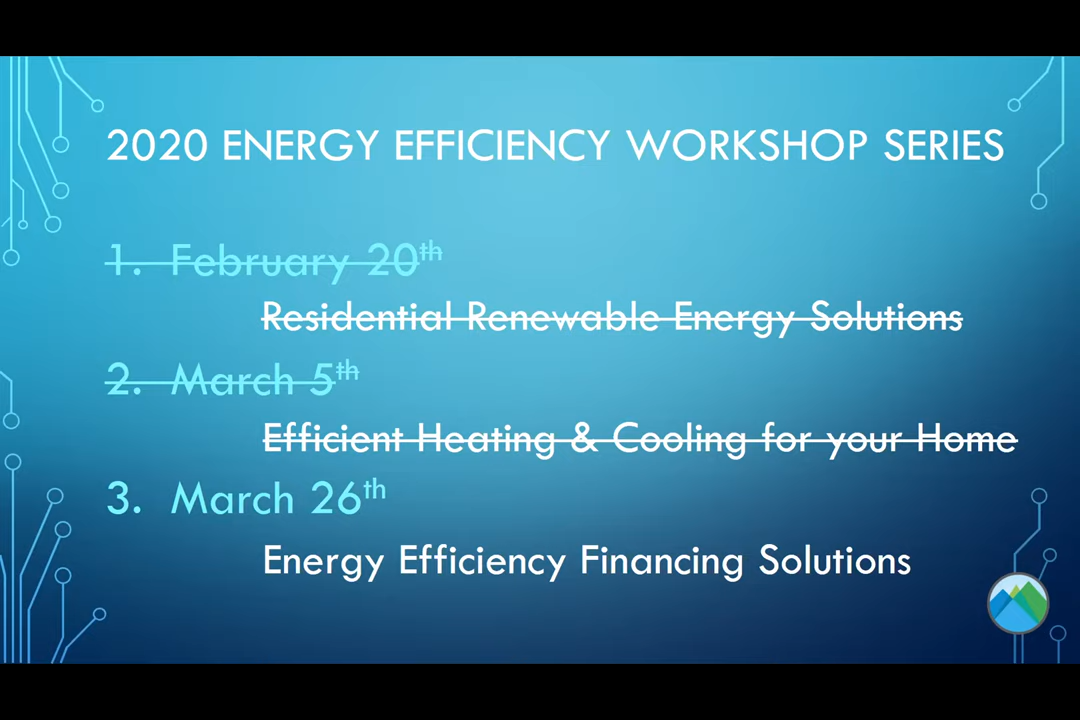 2020 ENERGY EFFICIENCY WORKSHOP SERIES
1. February 20th
Residential Renewable Energy Solutions
2. March 5th
Efficient Heating & Cooling for your Home
3. March 26th
Energy Efficiency Financing Solutions